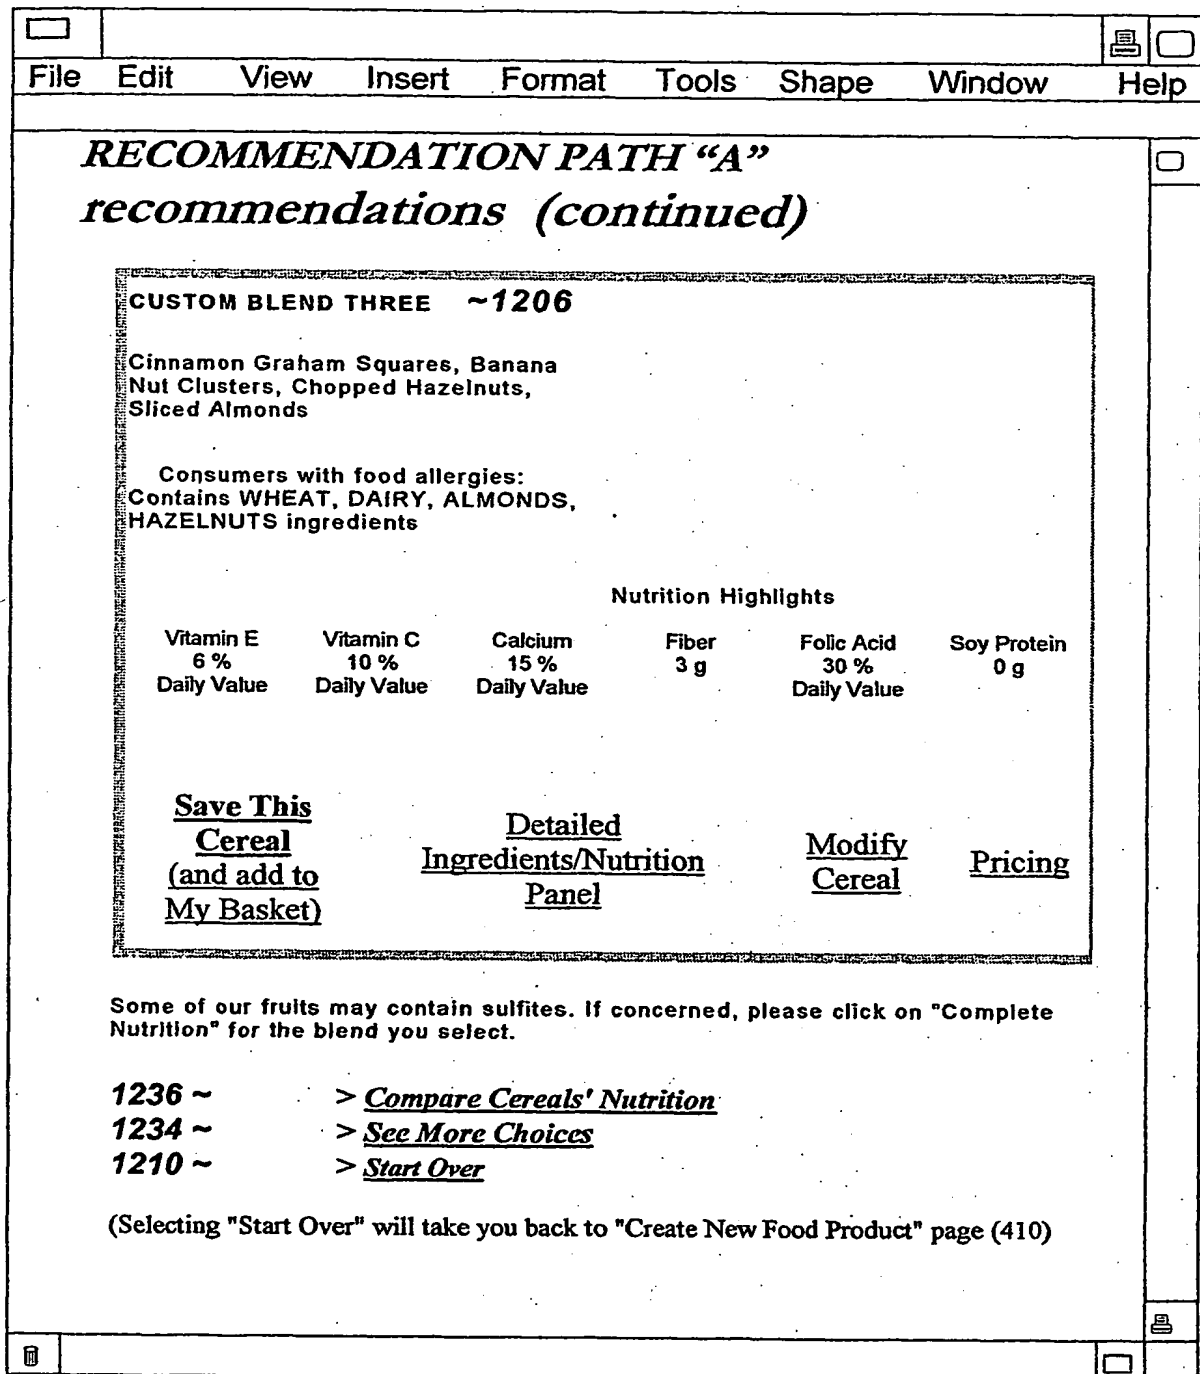 File Edit View Insert Format Tools Shape Window Help
RECOMMENDATION PATH “A”
recommendations (continued)
CUSTOM BLEND THREE ~1206
Cinnamon Graham Squares, Banana
Nut Clusters, Chopped Hazelnuts,
Sliced Almonds
Consumers with food allergies:
Contains WHEAT, DAIRY, ALMONDS,
HAZELNUTS ingredients
Nutrition Highlights
Vitamin E Vitamin C Calcium Fiber Folic Acid Soy Protein
6 % 10 % 15 % 3 g 30 % 0 g
Daily Value Daily Value Daily Value Daily Value
Save This
Cereal
(and add to
My Basket)
Detailed
Ingredients/Nutrition
Panel
Modify
Cereal
Pricing
Some of our fruits may contain sulfites. If concerned, please click on "Complete
Nutrition" for the blend you select.
1236 ~ > Compare Cereals' Nutrition
1234 ~ > See More Choices
1210 ~ > Start Over
(Selecting "Start Over" will take you back to "Create New Food Product" page (410)